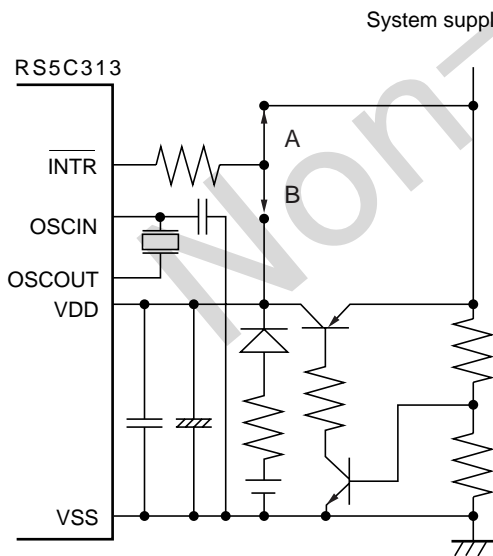 System suppl
RS5C313
A
INTR
B
OSCIN
OSCOUT
VDD
VSS
Non-